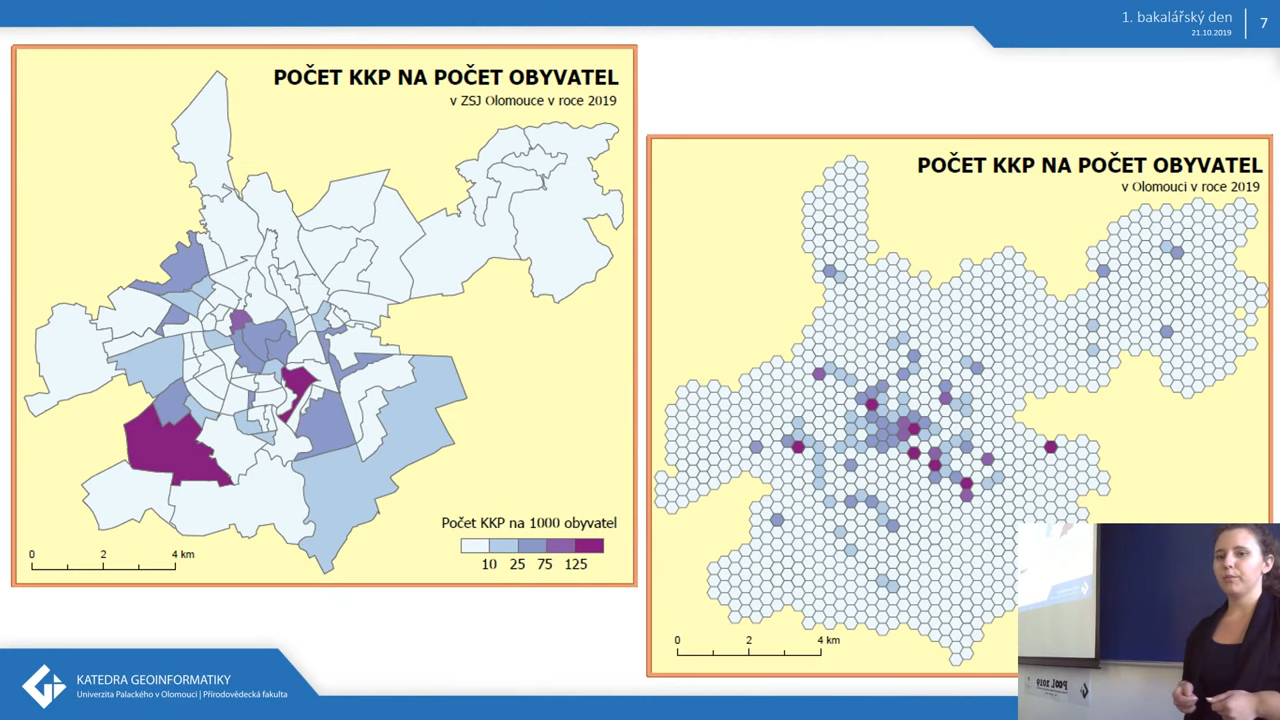 1. bakalářský den
21.10.2019
7
POČET KKP NA POČET OBYVATEL
v ZSJ Olomouce v roce 2019
Počet KKP na 1000 obyvatel
10 25 75 125
0 2 4 km
POČET KKP NA POČET OBYVATEL
v Olomouci v roce 2019
0 2 4 km
KATEDRA GEOINFORMATIKY
Univerzita Palackého v Olomouci | Přírodovědecká fakulta